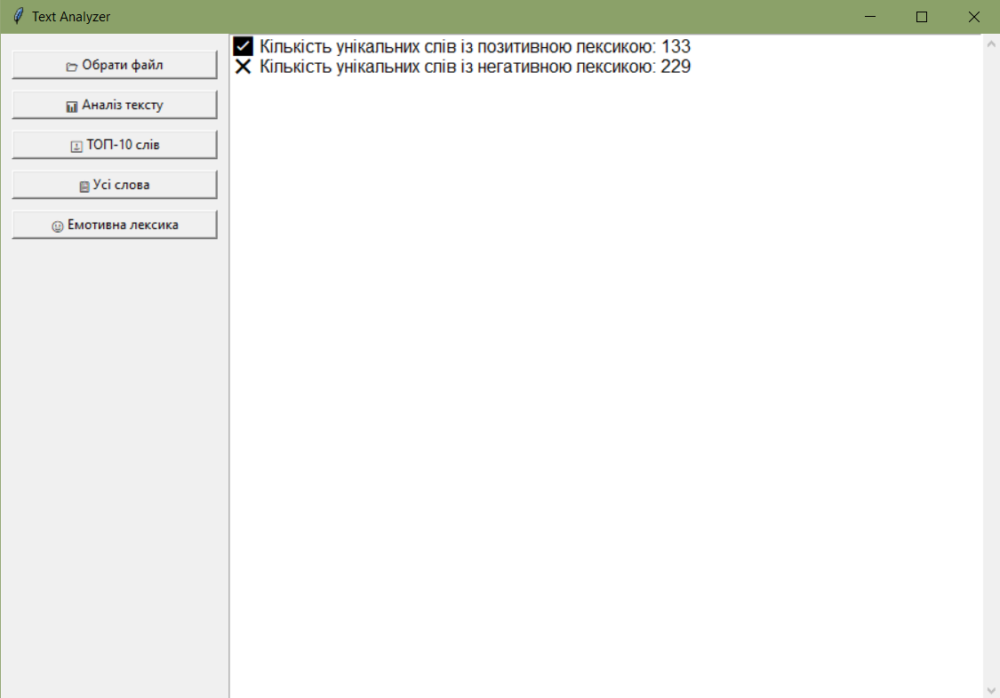 Text Analyzer
Обрати файл
Аналіз тексту
ТОП-10 слів
Усі слова
Емотивна лексика
Кількість унікальних слів із позитивною лексикою: 133
Кількість унікальних слів із негативною лексикою: 229